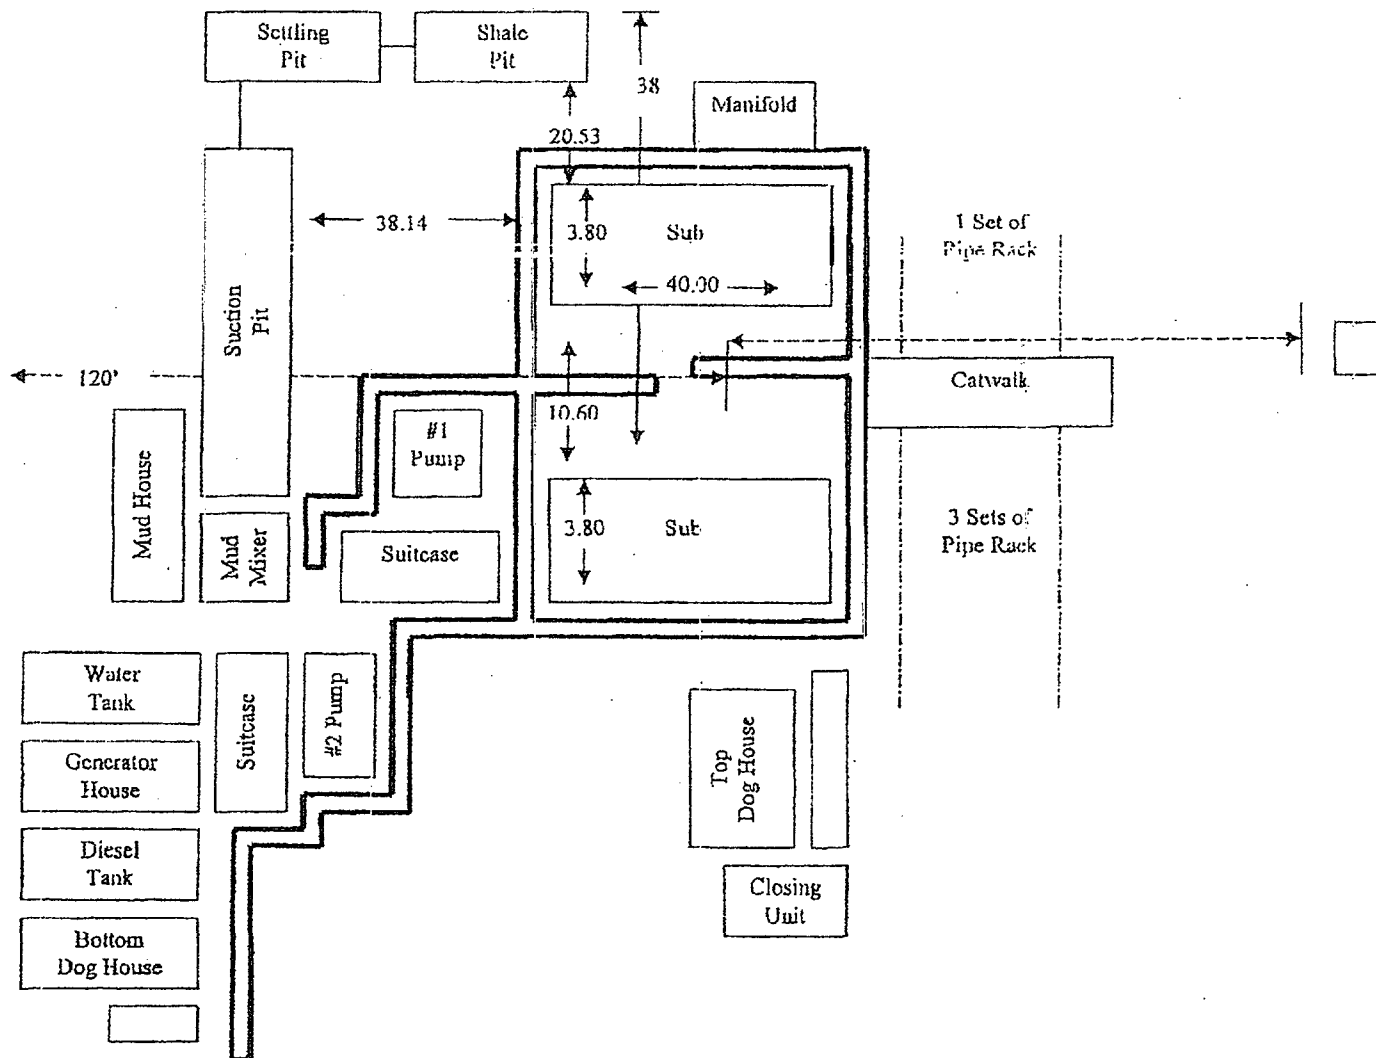 Settling
Pit
Shale
Pit
38
Manifold
20.53
38.14
3.80
Sub
40.00
1 Set of
Pipe Rack
Suction
Pit
120'
10.60
Catwalk
#1
Pump
Mud House
Mud
Mixer
Suitcase
3.80
Sub
3 Sets of
Pipe Rack
Water
Tank
Suitcase
#2 Pump
Generator
House
Top
Dog House
Diesel
Tank
Closing
Unit
Bottom
Dog House